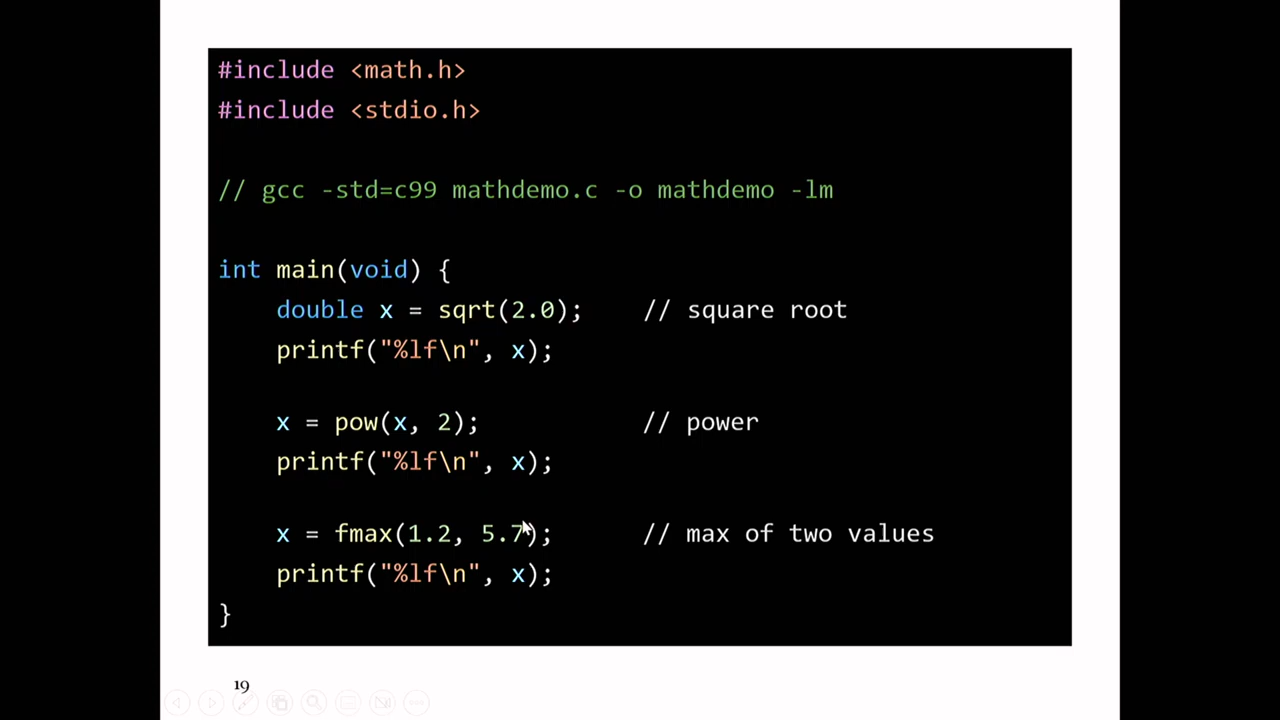 #include <math.h>
#include <stdio.h>
// gcc -std=c99 mathdemo.c -o mathdemo -lm
int main(void) {
    double x = sqrt(2.0);    // square root
    printf("%lf\n", x);
    x = pow(x, 2);           // power
    printf("%lf\n", x);
    x = fmax(1.2, 5.7);      // max of two values
    printf("%lf\n", x);
}
19